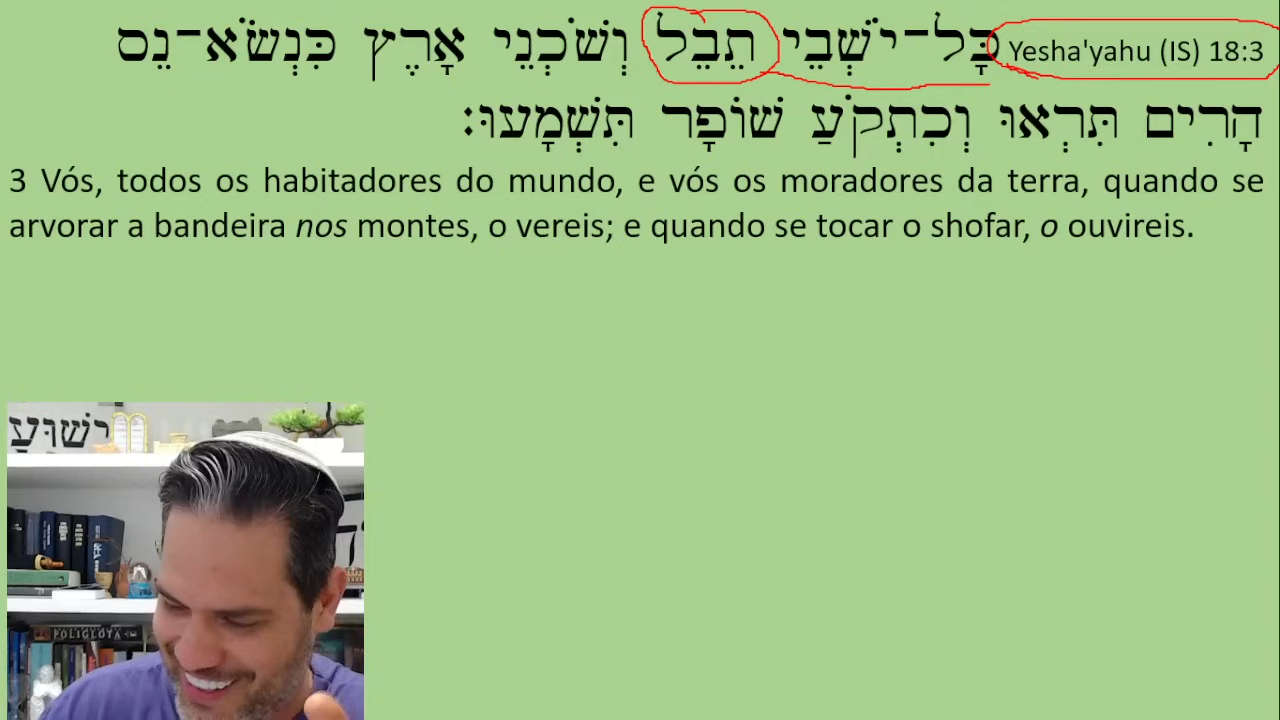 Yesha'yahu (IS) 18:3 כָּל־יֹשְׁבֵי תֵבֵל וְשֹׁכְנֵי אָרֶץ כִּנְשֹׂא־נֵס
הָרִים תִּרְאוּ וְכִתְקֹעַ שׁוֹפָר תִּשְׁמָעוּ׃
3 Vós, todos os habitadores do mundo, e vós os moradores da terra, quando se
arvorar a bandeira nos montes, o vereis; e quando se tocar o shofar, o ouvireis.
ישׁוּעַ
POLIGLOTA